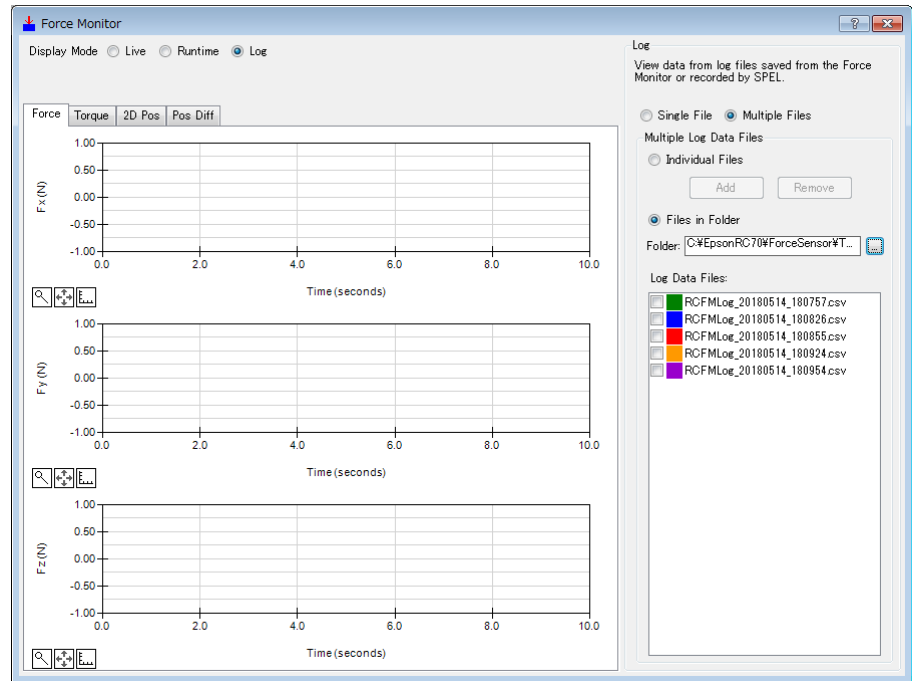 Force Monitor
Display Mode Live Runtime Log
Force Torque 2D Pos Pos Diff
1.00
0.50
0.00
-0.50
-1.00
Fx(N)
0.0 2.0 4.0 6.0 8.0 10.0
Time(seconds)
1.00
0.50
0.00
-0.50
-1.00
Fy(N)
0.0 2.0 4.0 6.0 8.0 10.0
Time(seconds)
1.00
0.50
0.00
-0.50
-1.00
Fz(N)
0.0 2.0 4.0 6.0 8.0 10.0
Time(seconds)
Log
View data from log files saved from the Force
Monitor or recorded by SPEL.
Single File Multiple Files
Multiple Log Data Files
Individual Files
Add Remove
Files in Folder
Folder: C:¥EpsonRC70¥ForceSensor¥T... ...
Log Data Files:
RCFMLog_20180514_180757.csv
RCFMLog_20180514_180826.csv
RCFMLog_20180514_180855.csv
RCFMLog_20180514_180924.csv
RCFMLog_20180514_180954.csv